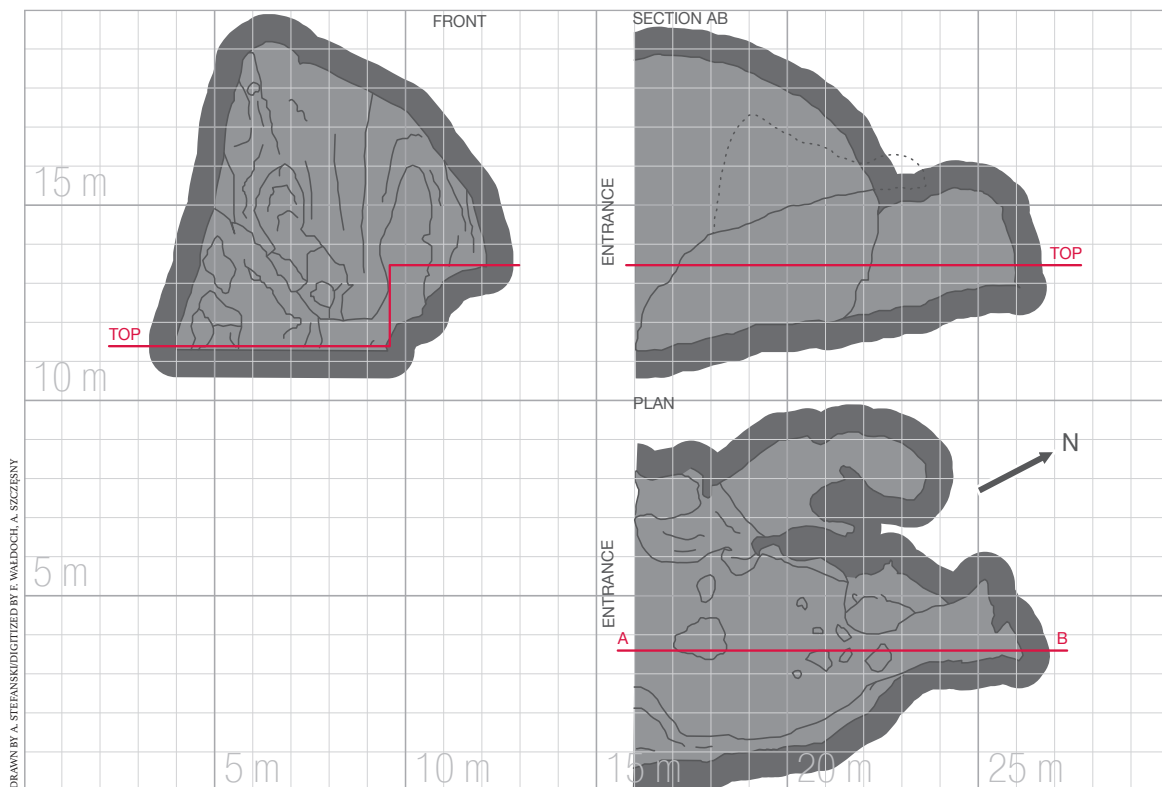 FRONT
SECTION AB
15 m
ENTRANCE
TOP
TOP
10 m
PLAN
N
5 m
ENTRANCE
A
B
5 m
10 m
15 m
20 m
25 m
DRAWN BY A. STEFAŃSKI/DIGITIZED BY F. WAŁDOCH, A. SZCZĘSNY